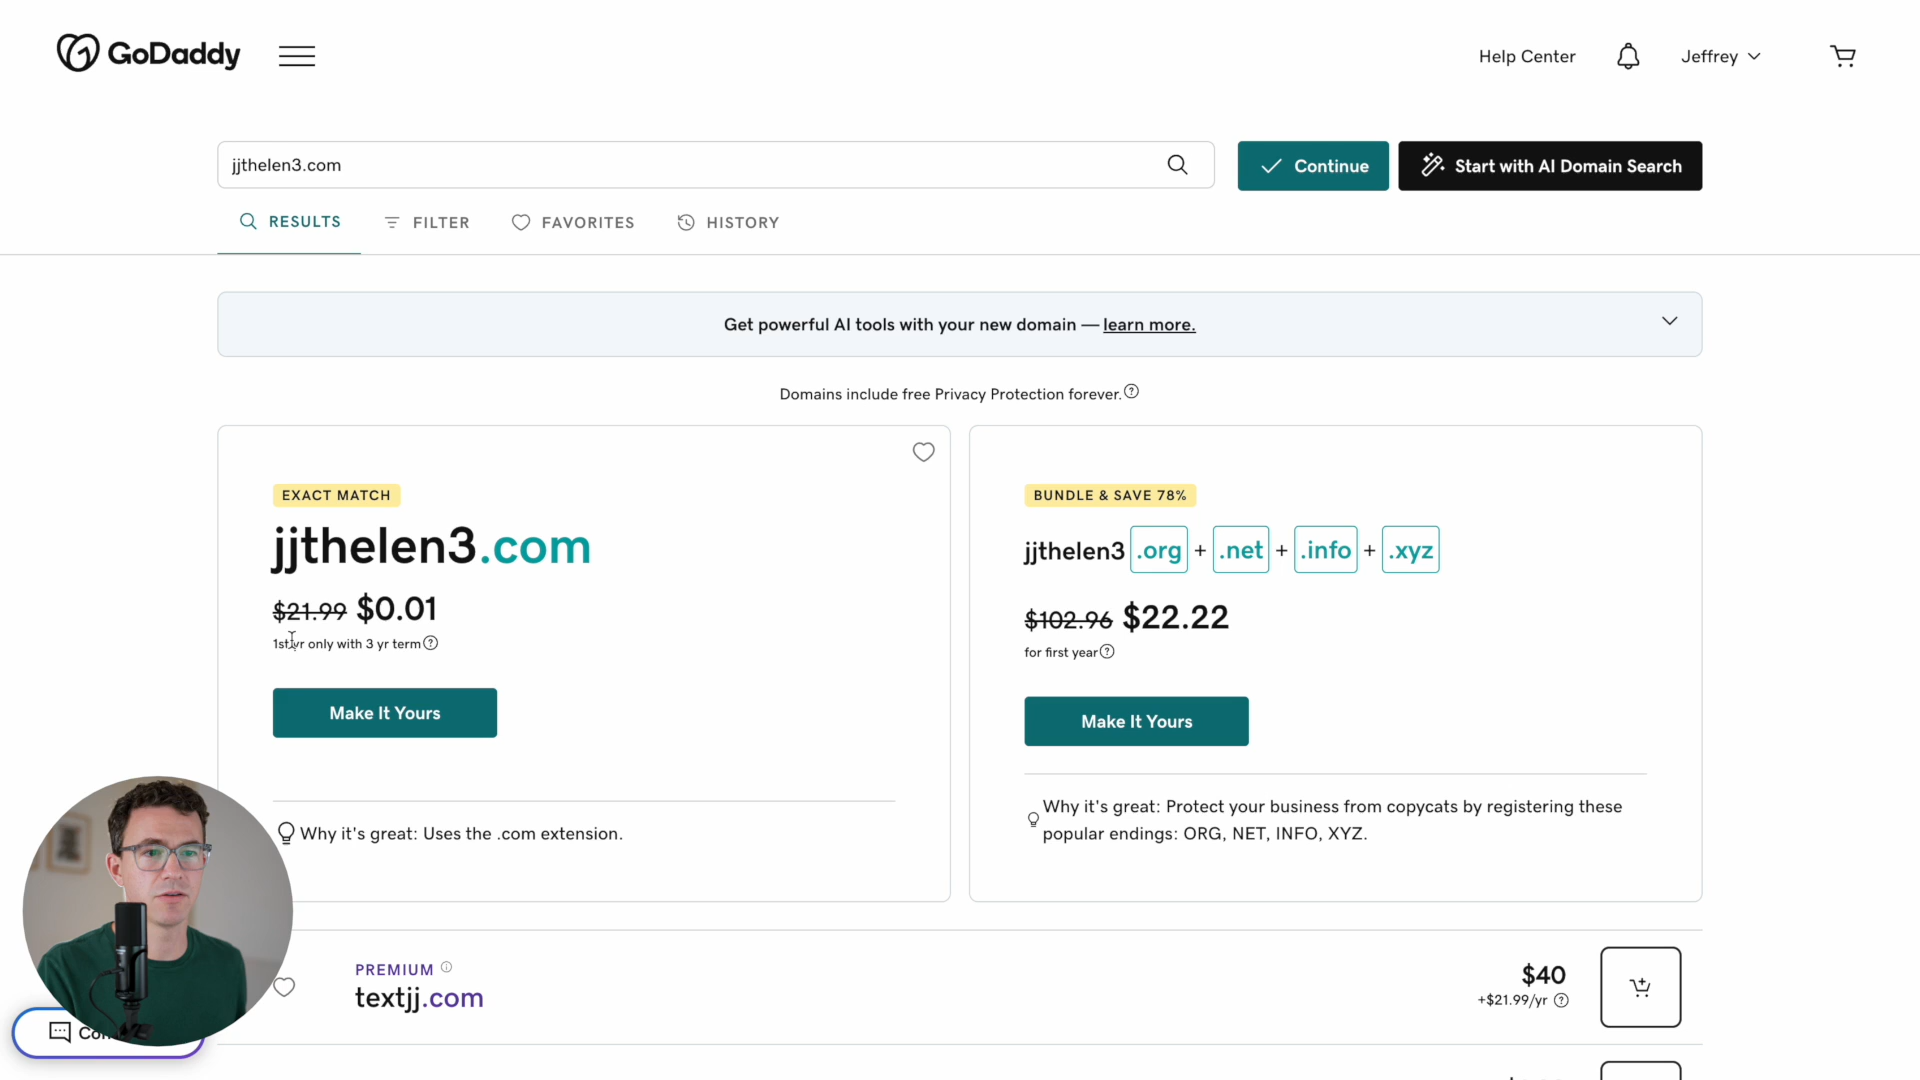 GoDaddy
Help Center
Jeffrey
jjthelen3.com
Continue
Start with AI Domain Search
RESULTS
FILTER
FAVORITES
HISTORY
Get powerful AI tools with your new domain — learn more.
Domains include free Privacy Protection forever.
EXACT MATCH
jjthelen3.com
$21.99 $0.01
1st yr only with 3 yr term
Make It Yours
Why it's great: Uses the .com extension.
BUNDLE & SAVE 78%
jjthelen3 .org + .net + .info + .xyz
$102.96 $22.22
for first year
Make It Yours
Why it's great: Protect your business from copycats by registering these
popular endings: ORG, NET, INFO, XYZ.
PREMIUM
textjj.com
$40
+$21.99/yr